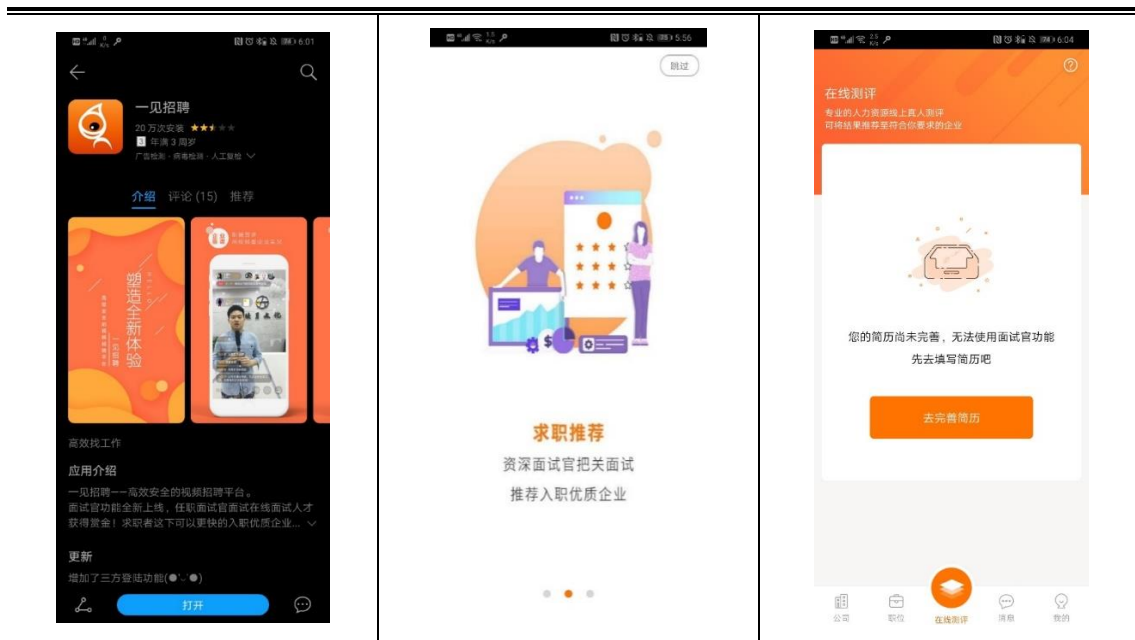 6:01
一见招聘
20 万次安装
3 年满 3 周岁
广告检测 · 病毒检测 · 人工复检
介绍 评论 (15) 推荐
塑造全新体验
一见招聘
高效找工作
应用介绍
一见招聘——高效安全的视频招聘平台。
面试官功能全新上线，任职面试官面试在线面试人才
获得赏金！求职者这下可以更快的入职优质企业...
更新
增加了三方登陆功能(●'◡'●)
打开
5:56
跳过
求职推荐
资深面试官把关面试
推荐入职优质企业
6:04
在线测评
专业的人力资源线上真人测评
可将结果推荐至符合你要求的企业
您的简历尚未完善，无法使用面试官功能
先去填写简历吧
去完善简历
公司 职位 在线测评 消息 我的